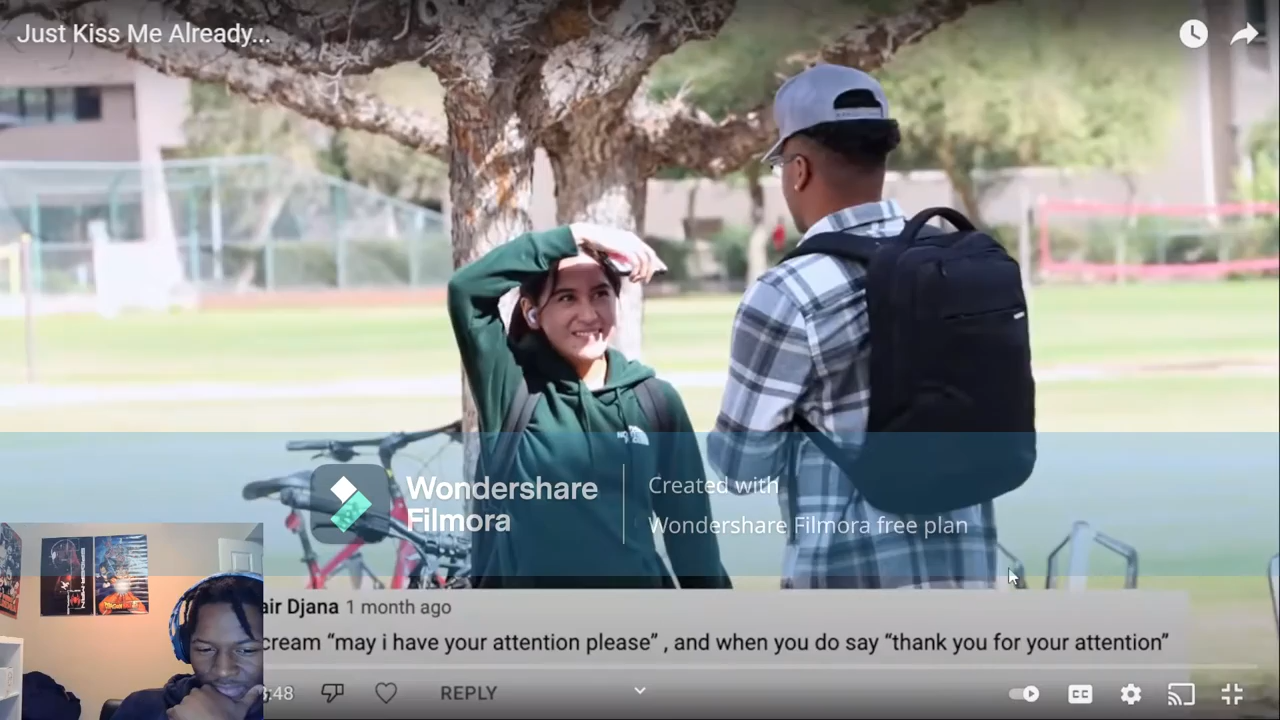 Just Kiss Me Already...
Wondershare
Filmora
Created with
Wondershare Filmora free plan
air Djana 1 month ago
cream “may i have your attention please” , and when you do say “thank you for your attention”
:48
REPLY
CC